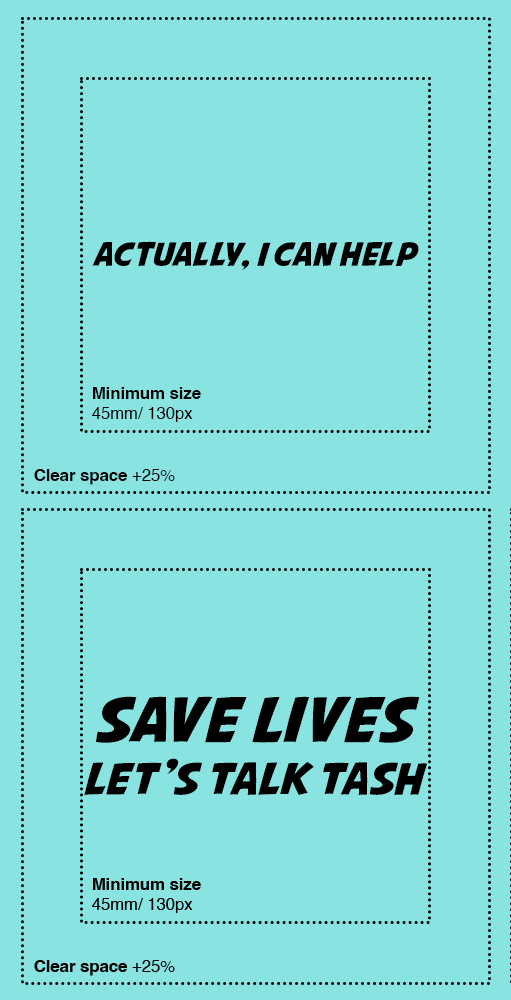 ACTUALLY, I CAN HELP
Minimum size
45mm/ 130px
Clear space +25%
SAVE LIVES
LET'S TALK TASH
Minimum size
45mm/ 130px
Clear space +25%